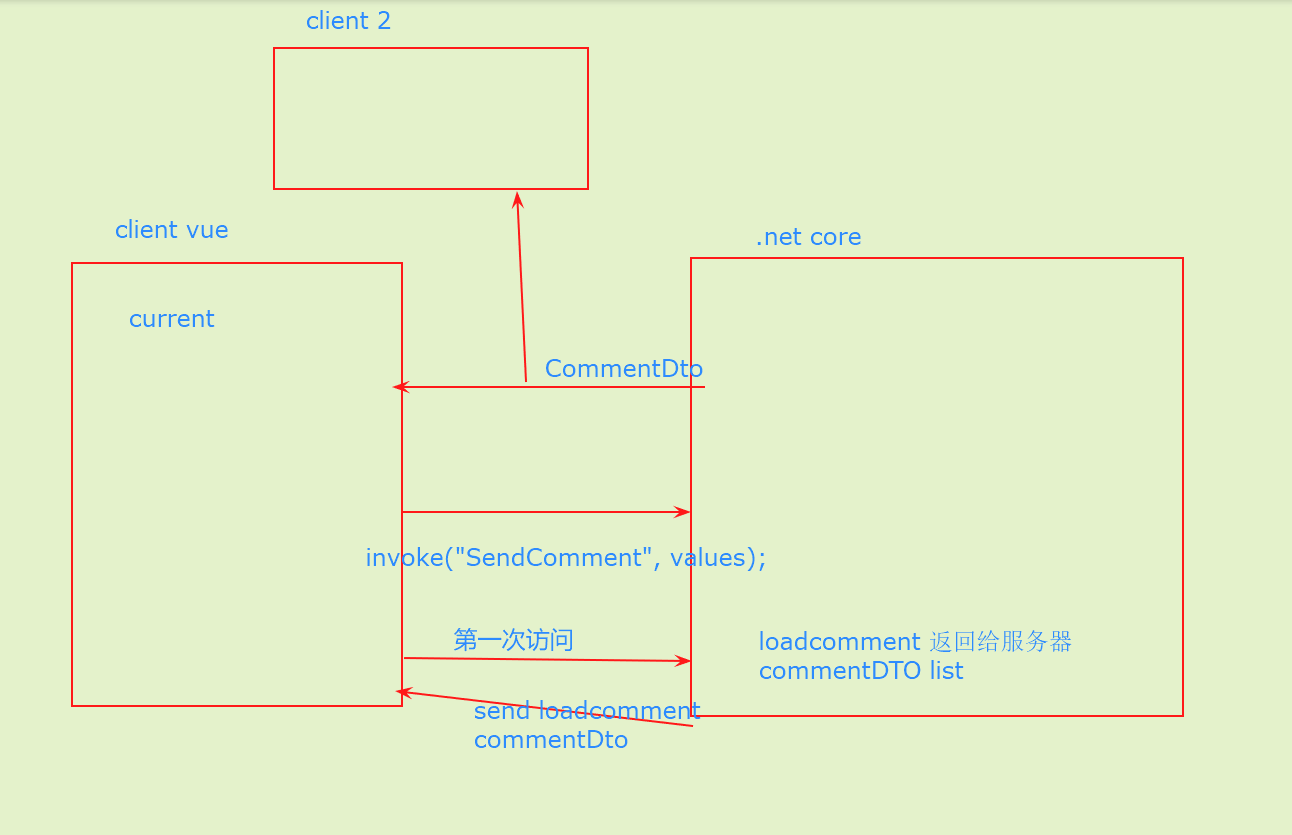 client 2
client vue
.net core
current
CommentDto
invoke("SendComment", values);
第一次访问
loadcomment 返回给服务器
commentDTO list
send loadcomment
commentDto